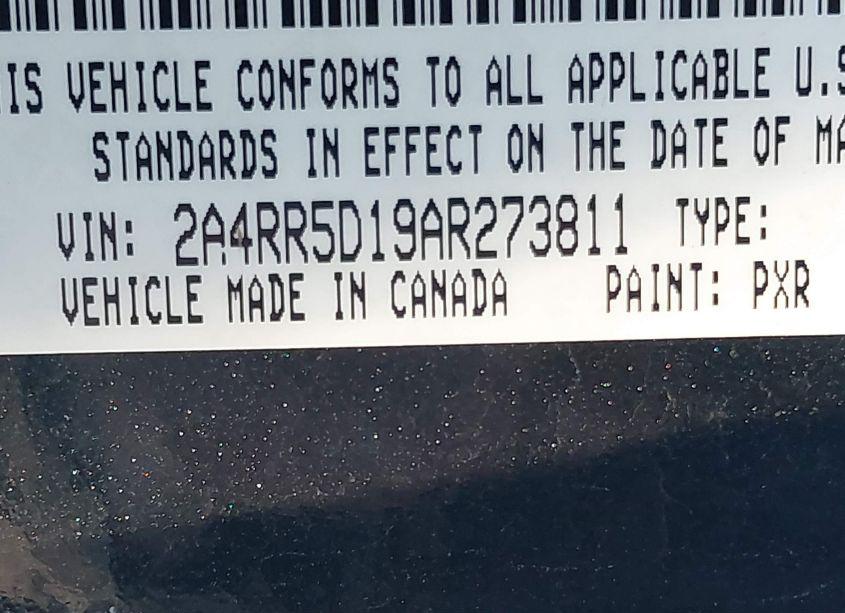 IS VEHICLE CONFORMS TO ALL APPLICABLE U.S
STANDARDS IN EFFECT ON THE DATE OF MA
VIN: 2A4RR5D19AR273811 TYPE:
VEHICLE MADE IN CANADA PAINT: PXR